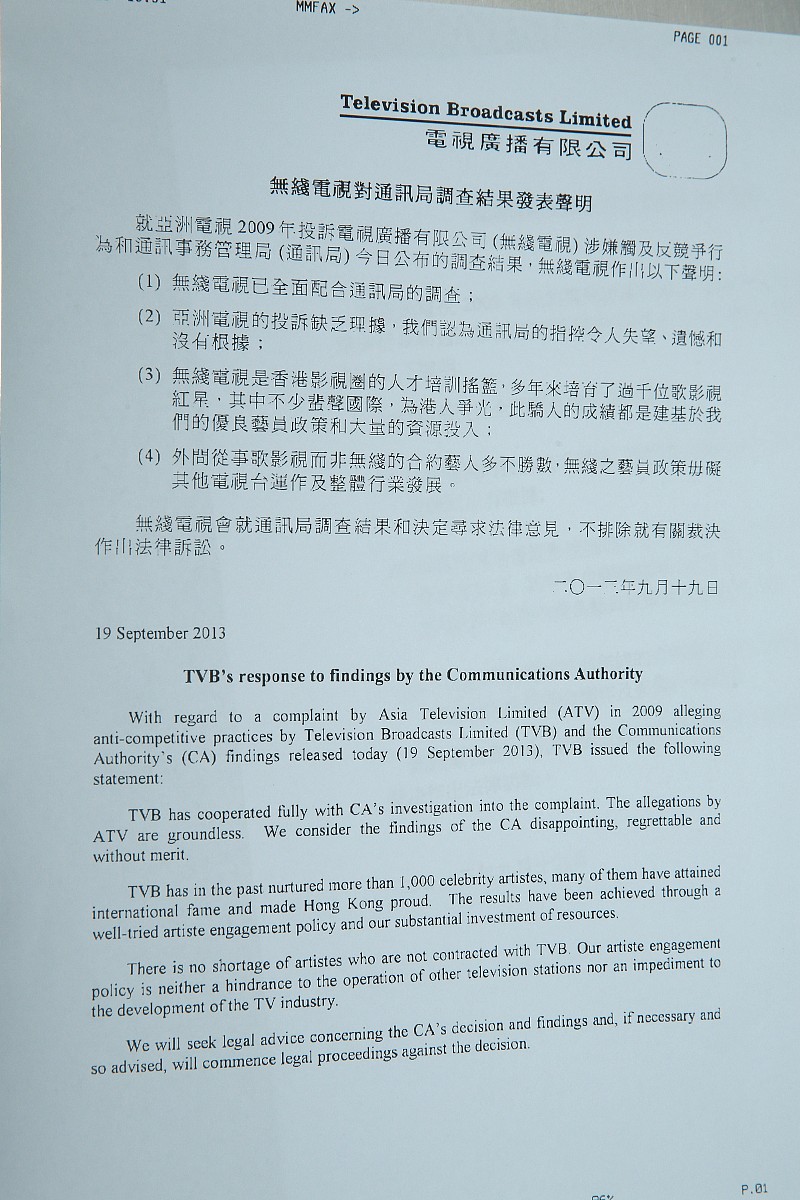 MMFAX ->
PAGE 001
Television Broadcasts Limited
電視廣播有限公司
無綫電視對通訊局調查結果發表聲明
就亞洲電視 2009 年投訴電視廣播有限公司 (無綫電視) 涉嫌觸及反競爭行
為和通訊事務管理局 (通訊局) 今日公布的調查結果，無綫電視作出以下聲明:
(1) 無綫電視已全面配合通訊局的調查；
(2) 亞洲電視的投訴缺乏理據，我們認為通訊局的指控令人失望、遺憾和
沒有根據；
(3) 無綫電視是香港影視圈的人才培訓搖籃，多年來培育了過千位歌影視
紅星，其中不少蜚聲國際，為港人爭光，此驕人的成績都是建基於我
們的優良藝員政策和大量的資源投入；
(4) 外間從事歌影視而非無綫的合約藝人多不勝數，無綫之藝員政策毋礙
其他電視台運作及整體行業發展。
無綫電視會就通訊局調查結果和決定尋求法律意見，不排除就有關裁決
作出法律訴訟。
二〇一三年九月十九日
19 September 2013
TVB's response to findings by the Communications Authority
With regard to a complaint by Asia Television Limited (ATV) in 2009 alleging
anti-competitive practices by Television Broadcasts Limited (TVB) and the Communications
Authority's (CA) findings released today (19 September 2013), TVB issued the following
statement:
TVB has cooperated fully with CA's investigation into the complaint. The allegations by
ATV are groundless. We consider the findings of the CA disappointing, regrettable and
without merit.
TVB has in the past nurtured more than 1,000 celebrity artistes, many of them have attained
international fame and made Hong Kong proud. The results have been achieved through a
well-tried artiste engagement policy and our substantial investment of resources.
There is no shortage of artistes who are not contracted with TVB. Our artiste engagement
policy is neither a hindrance to the operation of other television stations nor an impediment to
the development of the TV industry.
We will seek legal advice concerning the CA's decision and findings and, if necessary and
so advised, will commence legal proceedings against the decision.
P.01